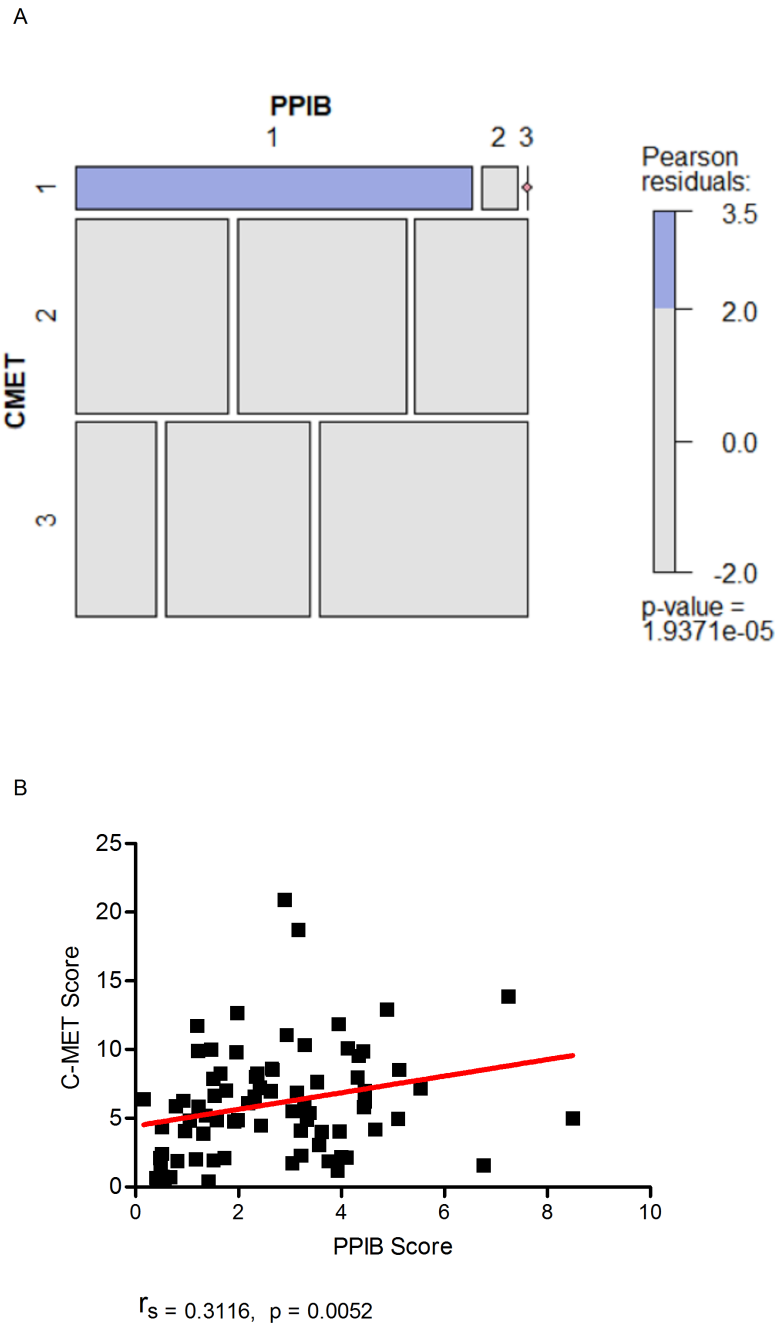 A
PPIB
1 2 3
Pearson
residuals:
3.5
2.0
0.0
-2.0
p-value =
1.9371e-05
CMET
1
2
3
B
C-MET Score
25
20
15
10
5
0
0 2 4 6 8 10
PPIB Score
rs = 0.3116, p = 0.0052